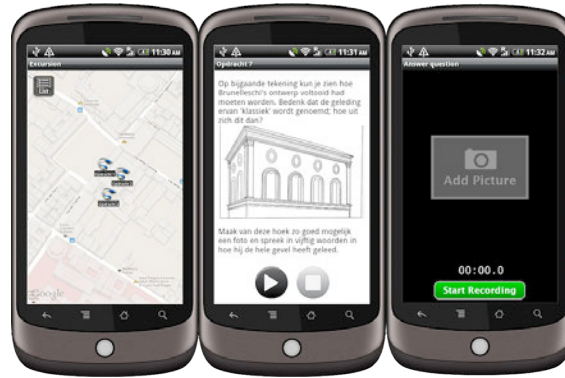 11:30 AM
Excursion
List
Google
11:31 AM
Opdracht 7
Op bijgaande tekening kun je zien hoe
Brunelleschi's ontwerp voltooid had
moeten worden. Bedenk dat de geleding
ervan 'klassiek' wordt genoemd; hoe uit
zich dit dan?
Maak van deze hoek zo goed mogelijk
een foto en spreek in vijftig woorden in
hoe hij de hele gevel heeft geleed.
11:32 AM
Answer question
Add Picture
00:00.0
Start Recording